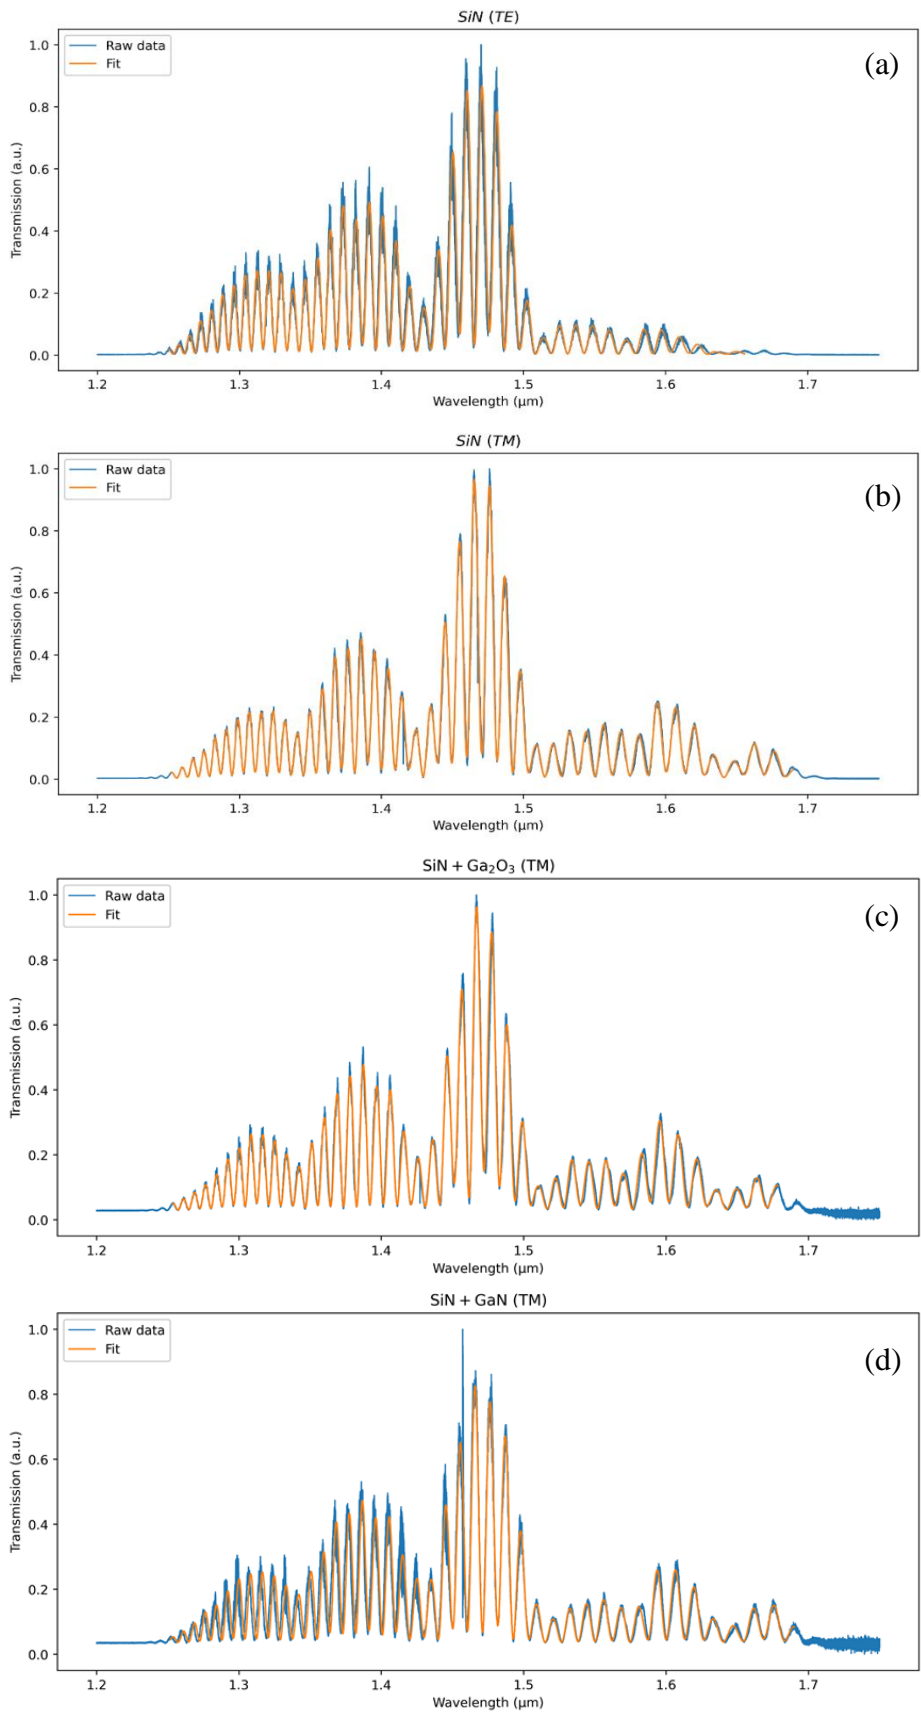 SiN (TE)
Raw data
Fit
(a)
1.0
0.8
0.6
0.4
0.2
0.0
Transmission (a.u.)
1.2 1.3 1.4 1.5 1.6 1.7
Wavelength (μm)
SiN (TM)
Raw data
Fit
(b)
1.0
0.8
0.6
0.4
0.2
0.0
Transmission (a.u.)
1.2 1.3 1.4 1.5 1.6 1.7
Wavelength (μm)
SiN + Ga₂O₃ (TM)
Raw data
Fit
(c)
1.0
0.8
0.6
0.4
0.2
0.0
Transmission (a.u.)
1.2 1.3 1.4 1.5 1.6 1.7
Wavelength (μm)
SiN + GaN (TM)
Raw data
Fit
(d)
1.0
0.8
0.6
0.4
0.2
0.0
Transmission (a.u.)
1.2 1.3 1.4 1.5 1.6 1.7
Wavelength (μm)